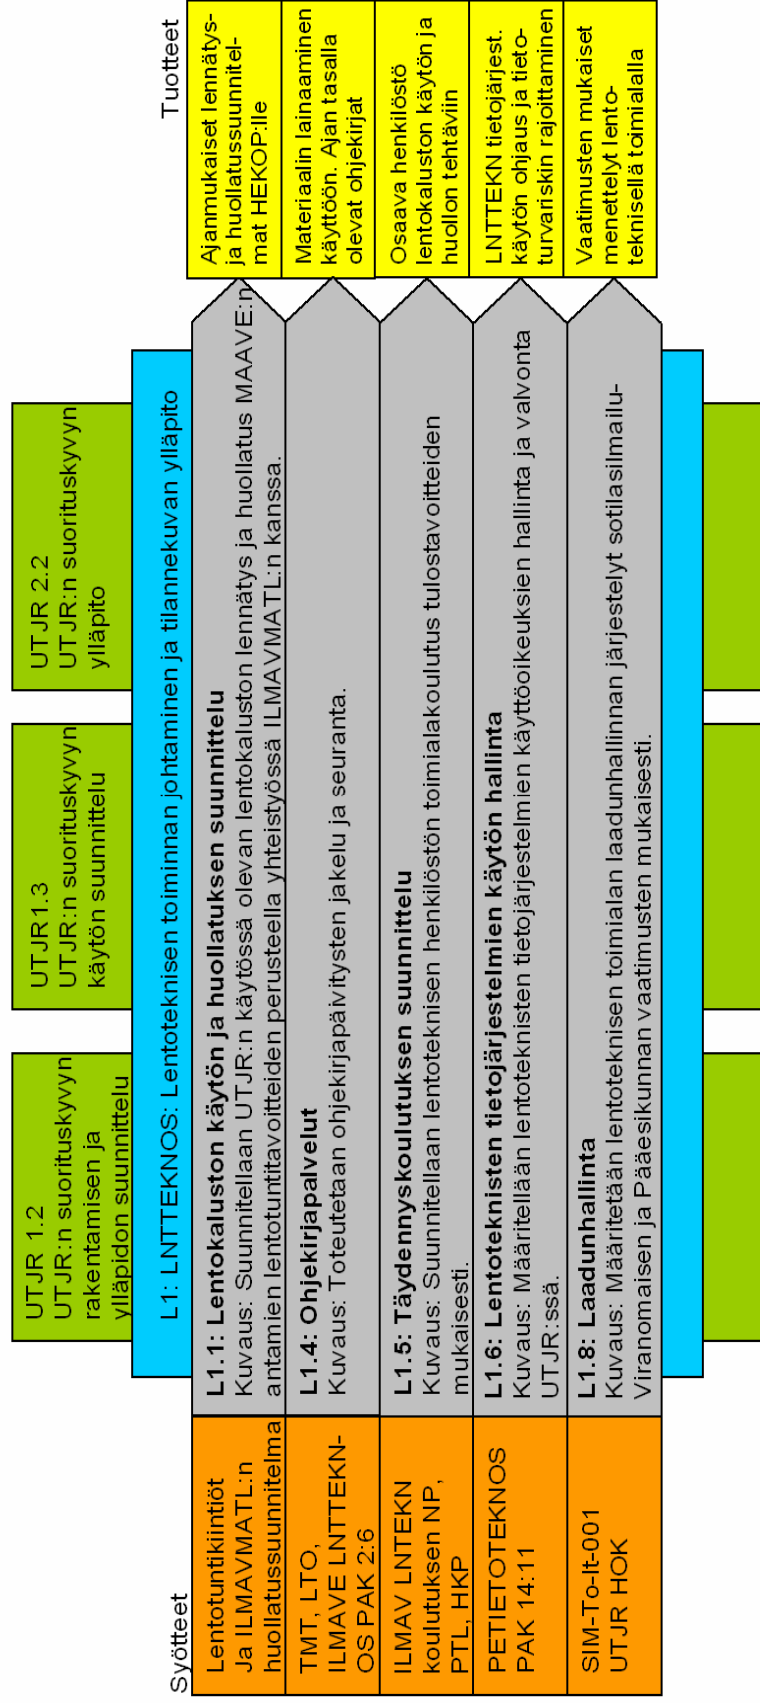 UTJR 1.2
UTJR:n suorituskyvyn
rakentamisen ja
ylläpidon suunnittelu
UTJR1.3
UTJR:n suorituskyvyn
käytön suunnittelu
UTJR 2.2
UTJR:n suorituskyvyn
ylläpito
L1: LNTTEKNOS: Lentoteknisen toiminnan johtaminen ja tilannekuvan ylläpito
Syötteet
Tuotteet
Lentotuntikiintiöt
Ja ILMAVMATL:n
huollatussuunnitelma
L1.1: Lentokaluston käytön ja huollatuksen suunnittelu
Kuvaus: Suunnitellaan UTJR:n käytössä olevan lentokaluston lennätys ja huollatus MAAVE:n
antamien lentotuntitavoitteiden perusteella yhteistyössä ILMAVMATL:n kanssa.
Ajanmukaiset lennätys-
ja huollatussuunnitel-
mat HEKOP:lle
TMT, LTO,
ILMAVE LNTTEKN-
OS PAK 2:6
L1.4: Ohjekirjapalvelut
Kuvaus: Toteutetaan ohjekirjapäivitysten jakelu ja seuranta.
Materiaalin lainaaminen
käyttöön. Ajan tasalla
olevat ohjekirjat
ILMAV LNTEKN
koulutuksen NP,
PTL, HKP
L1.5: Täydennyskoulutuksen suunnittelu
Kuvaus: Suunnitellaan lentoteknisen henkilöstön toimialakoulutus tulostavoitteiden
mukaisesti.
Osaava henkilöstö
lentokaluston käytön ja
huollon tehtäviin
PETIETOTEKNOS
PAK 14:11
L1.6: Lentoteknisten tietojärjestelmien käytön hallinta
Kuvaus: Määritellään lentoteknisten tietojärjestelmien käyttöoikeuksien hallinta ja valvonta
UTJR:ssä.
LNTTEKN tietojärjest.
käytön ohjaus ja tieto-
turvariskin rajoittaminen
SIM-To-lt-001
UTJR HOK
L1.8: Laadunhallinta
Kuvaus: Määritetään lentoteknisen toimialan laadunhallinnan järjestelyt sotilasilmailu-
Viranomaisen ja Pääesikunnan vaatimusten mukaisesti.
Vaatimusten mukaiset
menettelyt lento-
teknisellä toimialalla